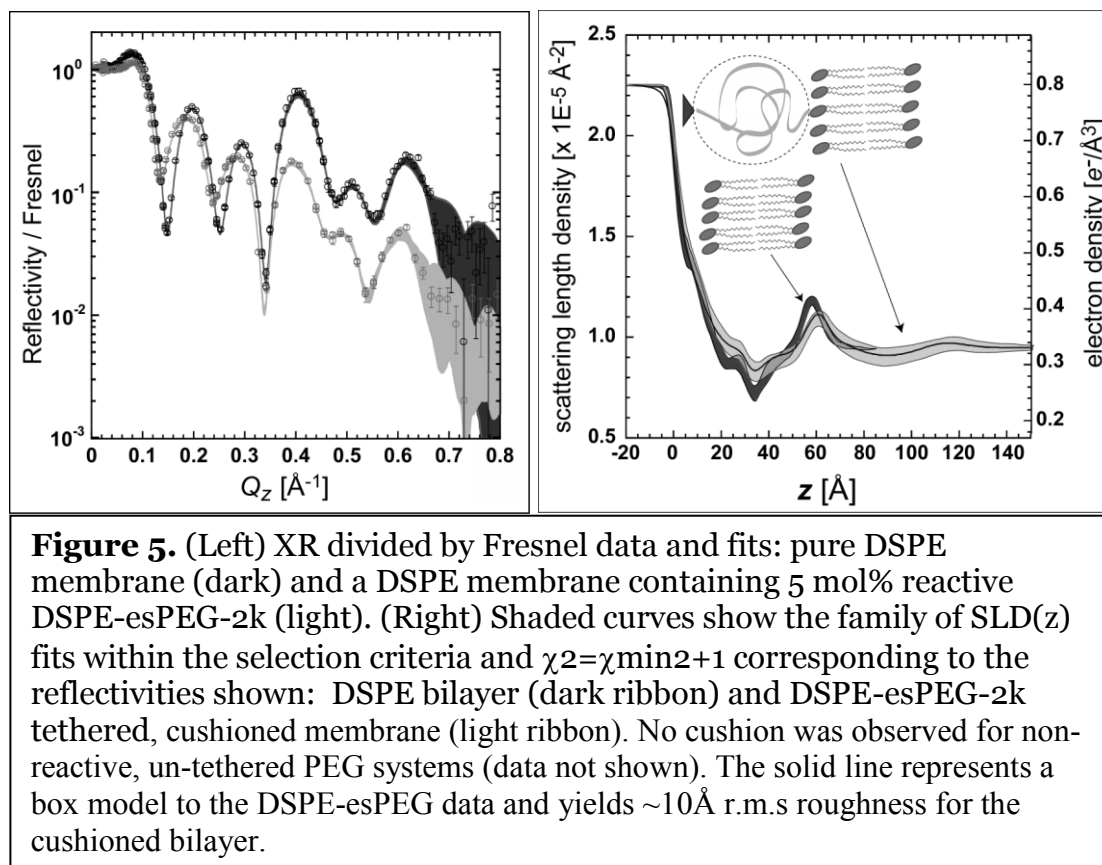 Reflectivity / Fresnel
10⁰
10⁻¹
10⁻²
10⁻³
0 0.1 0.2 0.3 0.4 0.5 0.6 0.7 0.8
Q_z [Å⁻¹]
scattering length density [x 1E⁻⁵ Å⁻²]
2.5
2.0
1.5
1.0
0.5
-20 0 20 40 60 80 100 120 140
z [Å]
0.8
0.7
0.6
0.5
0.4
0.3
0.2
electron density [e⁻/Å³]
Figure 5. (Left) XR divided by Fresnel data and fits: pure DSPE
membrane (dark) and a DSPE membrane containing 5 mol% reactive
DSPE-esPEG-2k (light). (Right) Shaded curves show the family of SLD(z)
fits within the selection criteria and χ2=χmin2+1 corresponding to the
reflectivities shown: DSPE bilayer (dark ribbon) and DSPE-esPEG-2k
tethered, cushioned membrane (light ribbon). No cushion was observed for non-
reactive, un-tethered PEG systems (data not shown). The solid line represents a
box model to the DSPE-esPEG data and yields ~10Å r.m.s roughness for the
cushioned bilayer.